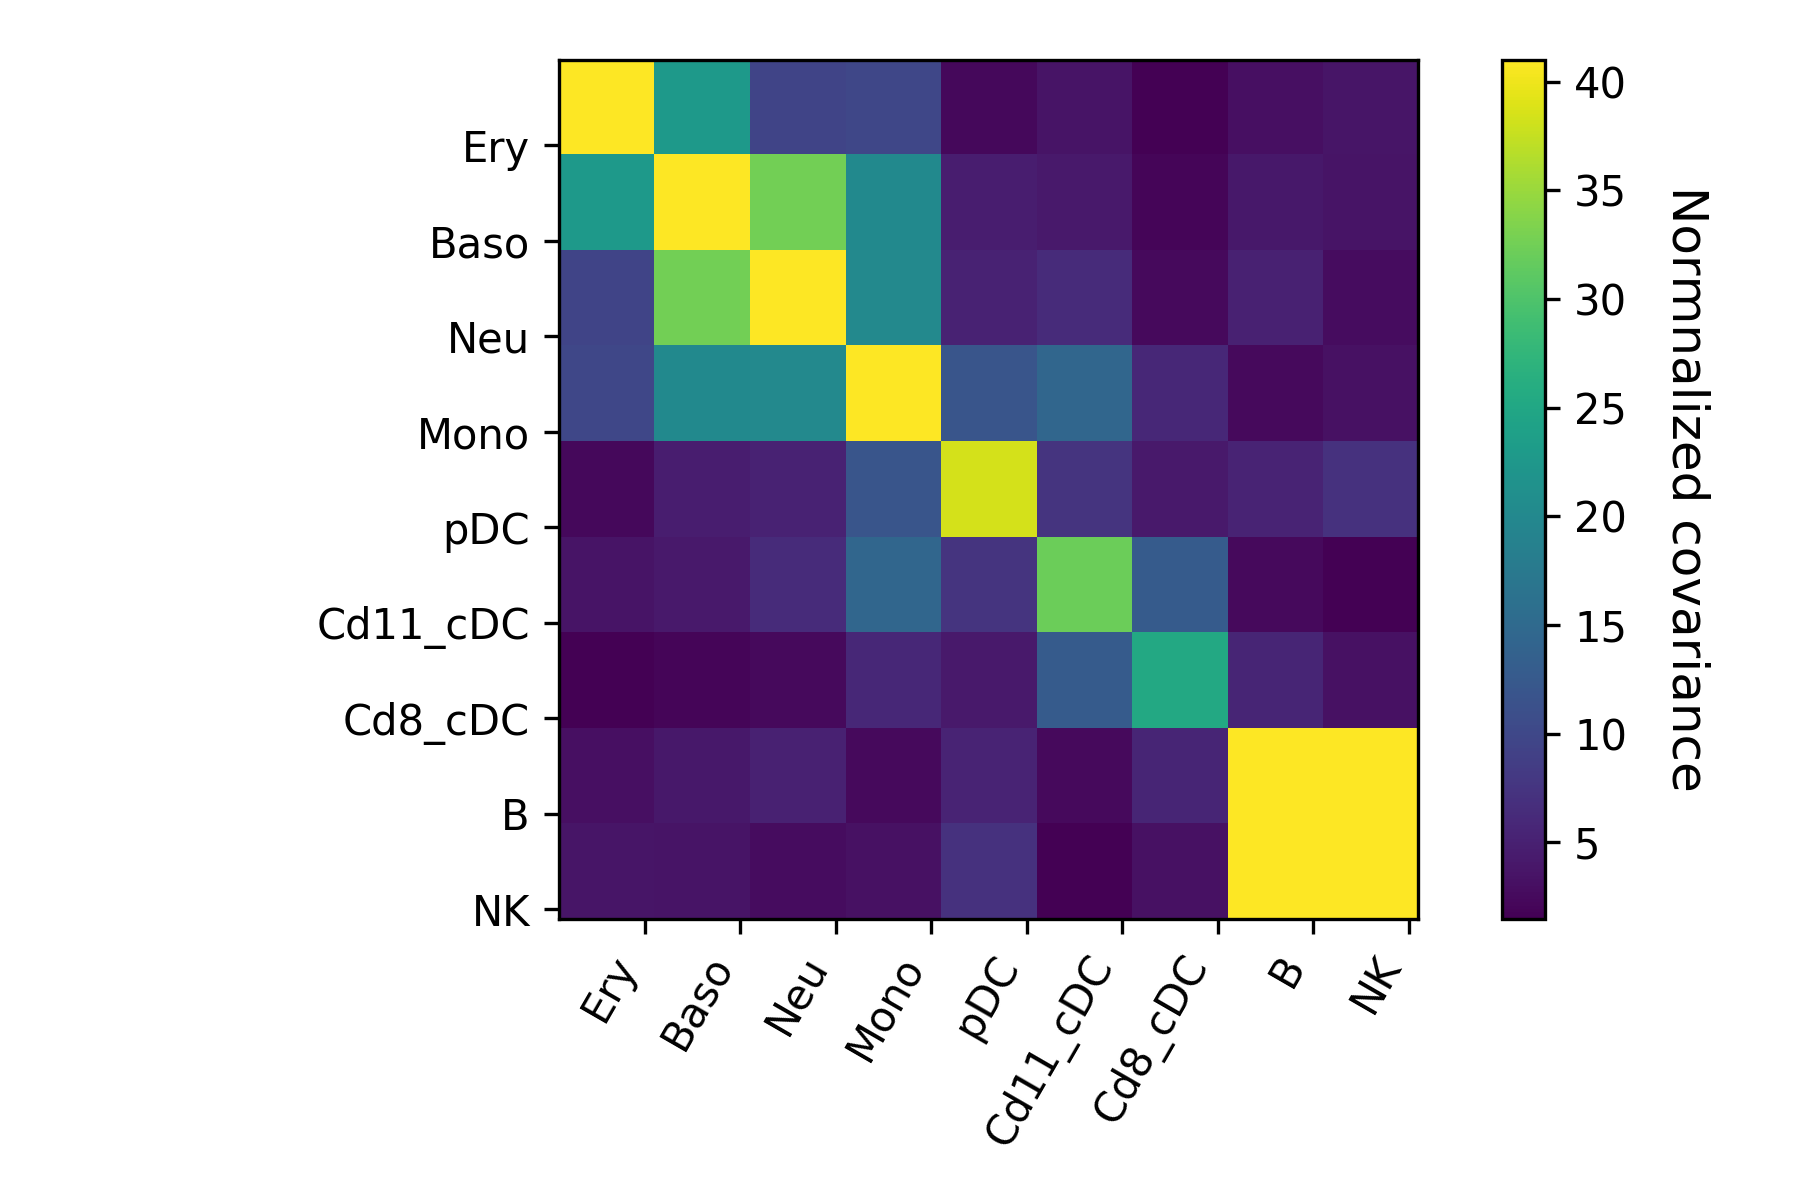 Ery
Baso
Neu
Mono
pDC
Cd11_cDC
Cd8_cDC
B
NK
Ery
Baso
Neu
Mono
pDC
Cd11_cDC
Cd8_cDC
B
NK
40
35
30
25
20
15
10
5
Normnalized covariance